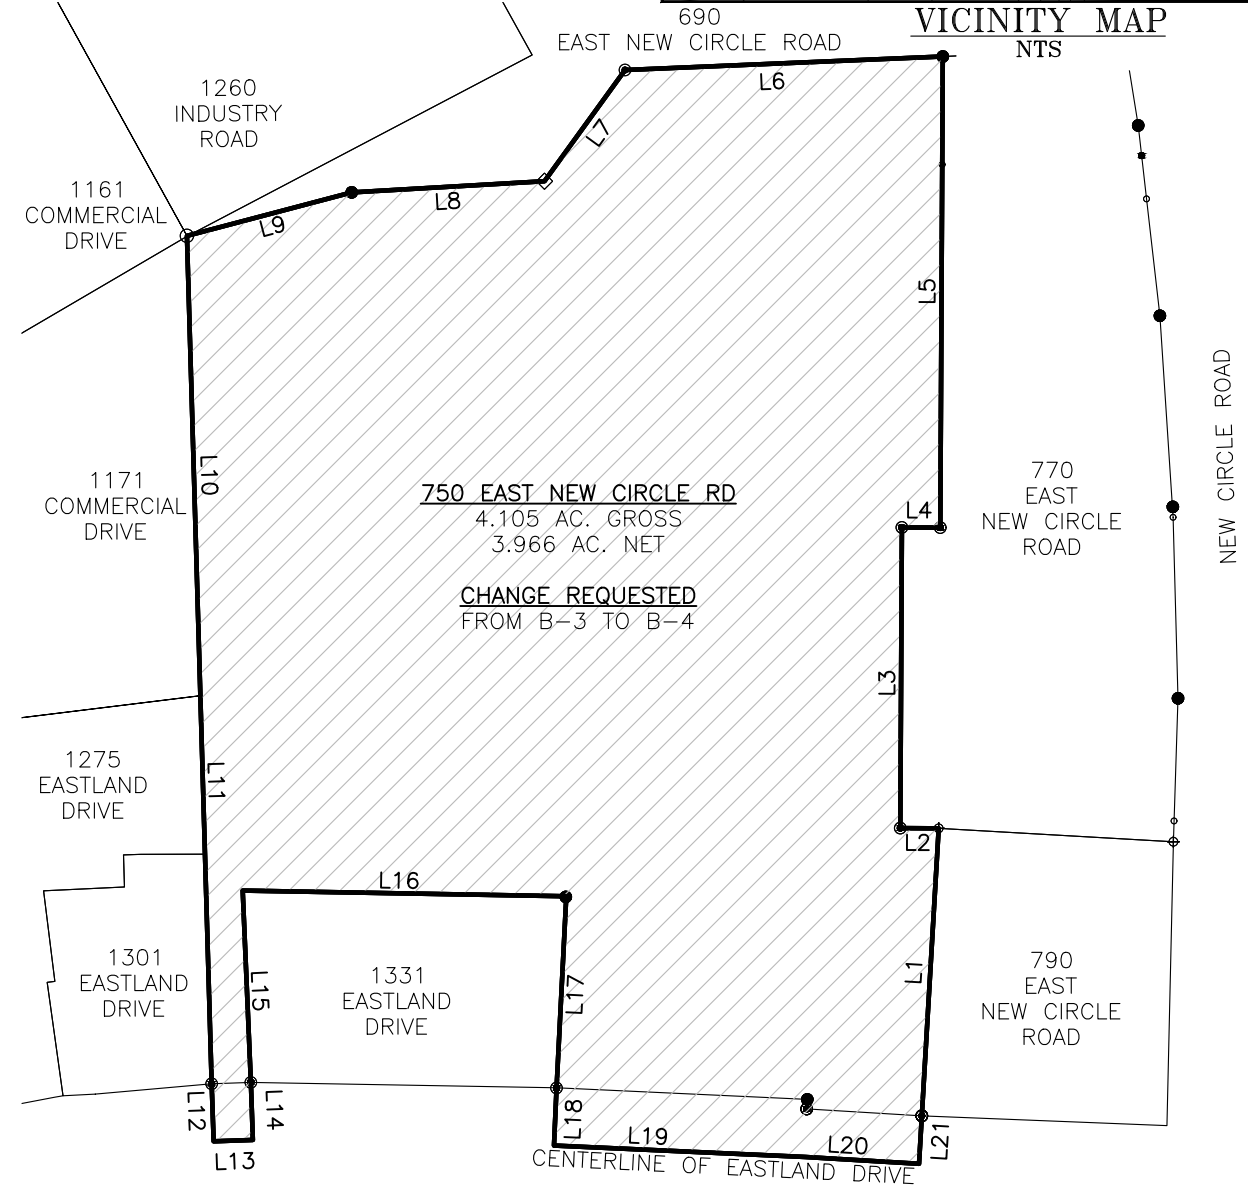 690
EAST NEW CIRCLE ROAD
VICINITY MAP
NTS
L6
1260
INDUSTRY
ROAD
L7
1161
COMMERCIAL
DRIVE
L8
L9
L5
NEW CIRCLE ROAD
L10
1171
COMMERCIAL
DRIVE
750 EAST NEW CIRCLE RD
4.105 AC. GROSS
3.966 AC. NET
CHANGE REQUESTED
FROM B-3 TO B-4
L4
770
EAST
NEW CIRCLE
ROAD
L3
1275
EASTLAND
DRIVE
L11
L2
L16
1301
EASTLAND
DRIVE
L15
1331
EASTLAND
DRIVE
L17
L1
790
EAST
NEW CIRCLE
ROAD
L12
L14
L13
L18
L19
L20
L21
CENTERLINE OF EASTLAND DRIVE